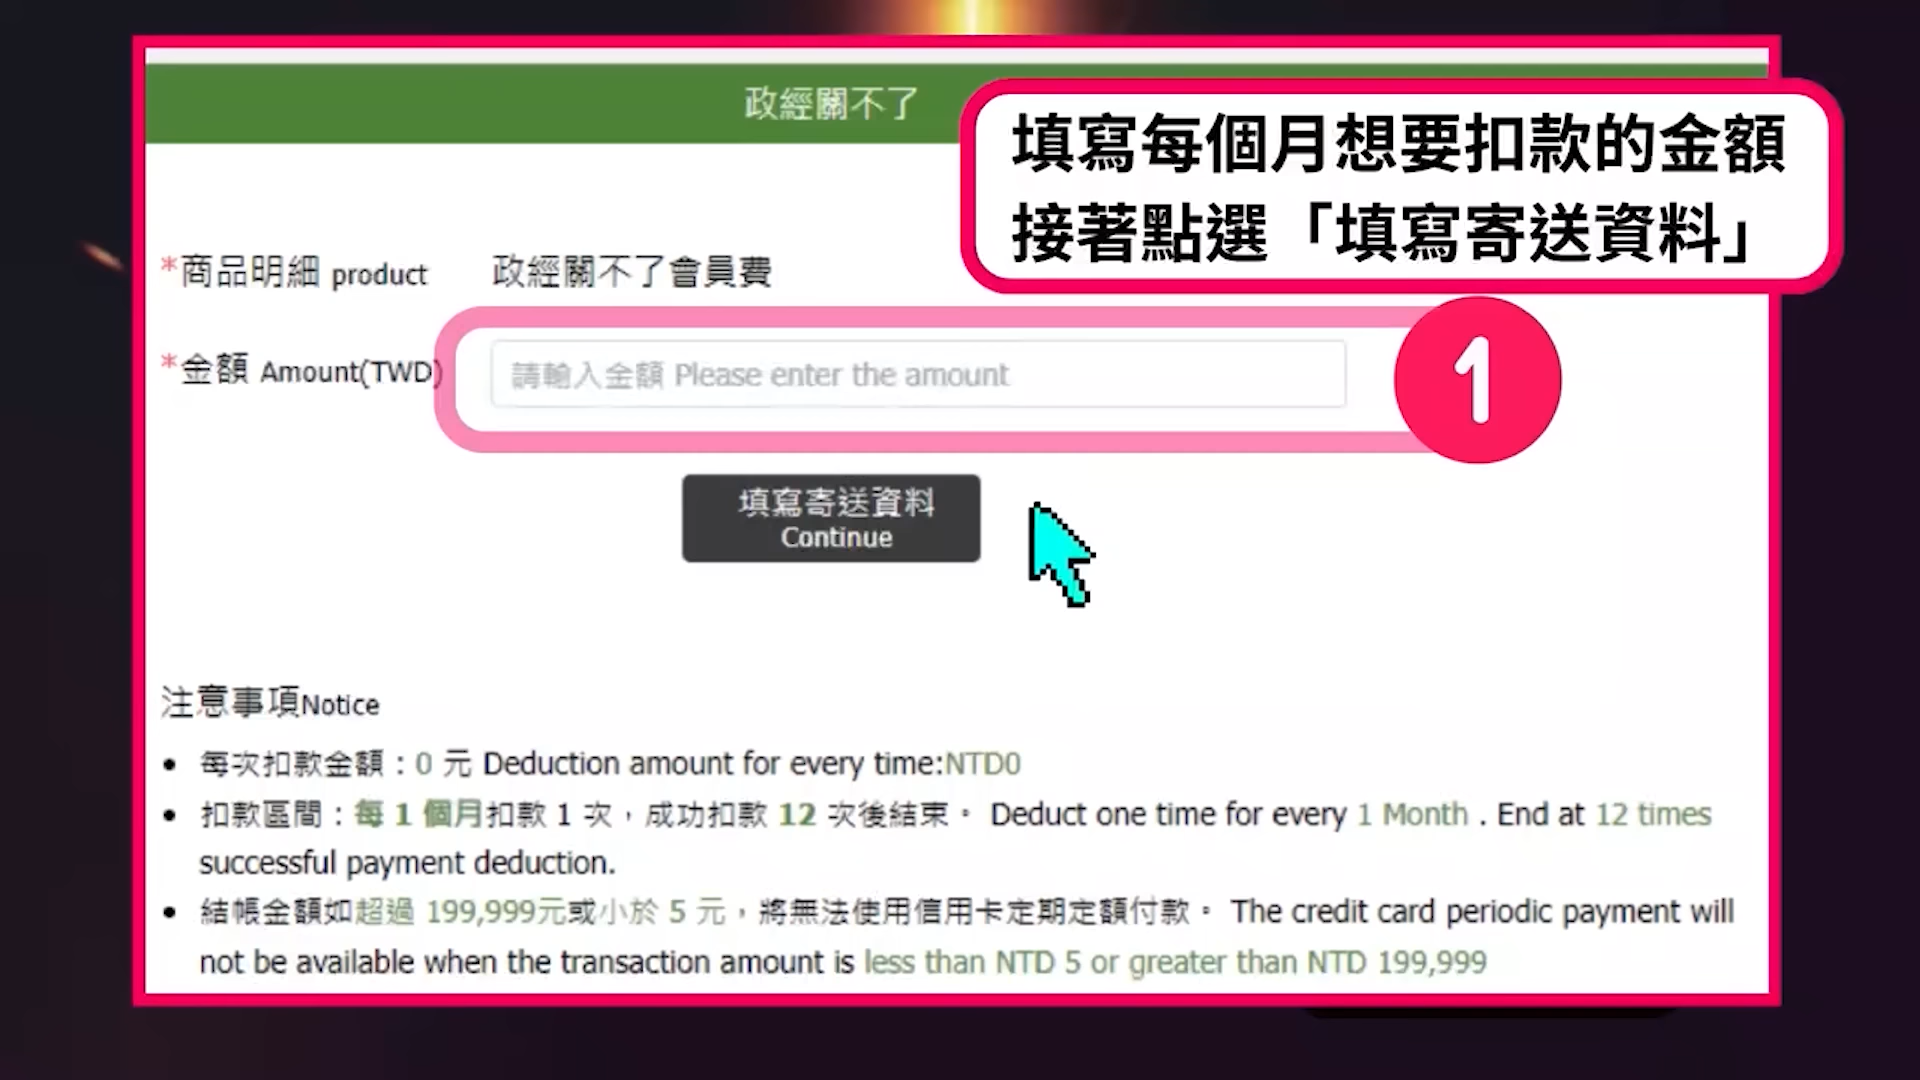 政經關不了
填寫每個月想要扣款的金額
接著點選「填寫寄送資料」
*商品明細 product 政經關不了會員費
*金額 Amount(TWD) 請輸入金額 Please enter the amount
1
填寫寄送資料
Continue
注意事項Notice
• 每次扣款金額：0 元 Deduction amount for every time:NTD0
• 扣款區間：每 1 個月扣款 1 次，成功扣款 12 次後結束。 Deduct one time for every 1 Month . End at 12 times
successful payment deduction.
• 結帳金額如超過 199,999元或小於 5 元，將無法使用信用卡定期定額付款。 The credit card periodic payment will
not be available when the transaction amount is less than NTD 5 or greater than NTD 199,999